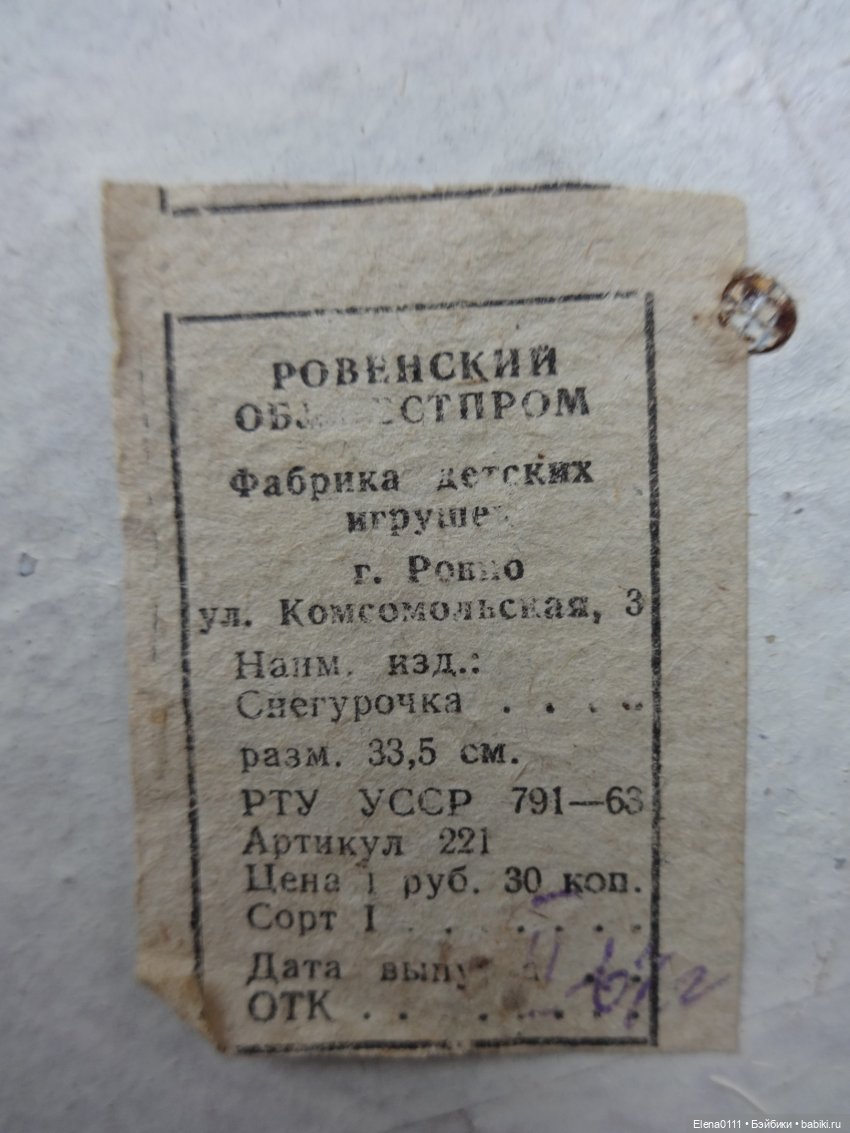 РОВЕНСКИЙ
Фабрика детских
игрушек
г. Ровно
ул. Комсомольская, 3
Наим. изд.:
Снегурочка . . . .
разм. 33,5 см.
РТУ УССР 791—63
Артикул 221
Цена 1 руб. 30 коп.
Сорт I . . . . . . .
Дата выпуска . .
ОТК . . . . . . .
Elena0111 • Бэйбики • babiki.ru